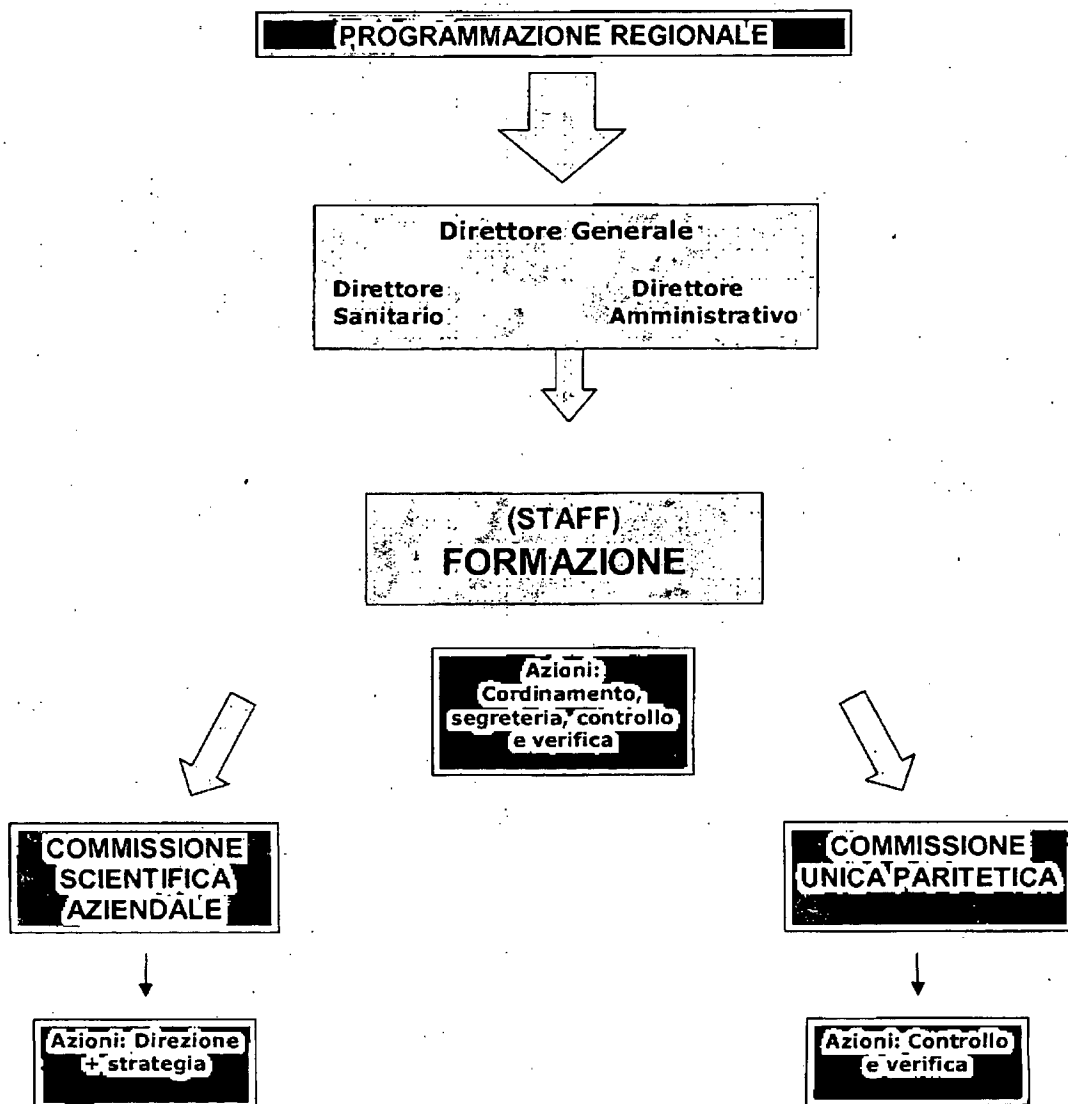 PROGRAMMAZIONE REGIONALE
Direttore Generale
Direttore
Sanitario
Direttore
Amministrativo
(STAFF)
FORMAZIONE
Azioni:
Cordinamento,
segreteria, controllo
e verifica
COMMISSIONE
SCIENTIFICA
AZIENDALE
COMMISSIONE
UNICA PARITETICA
Azioni: Direzione
+ strategia
Azioni: Controllo
e verifica